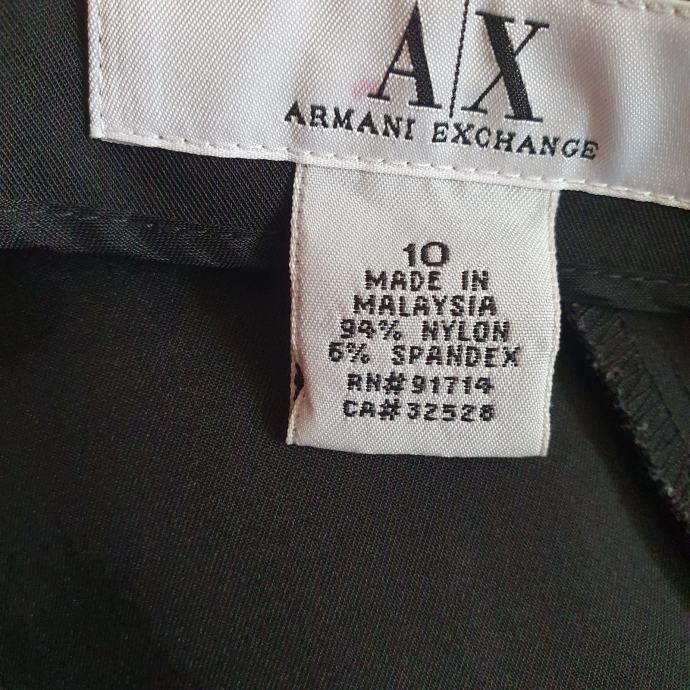 A|X
ARMANI EXCHANGE
10
MADE IN
MALAYSIA
94% NYLON
6% SPANDEX
RN# 91714
CA# 32528